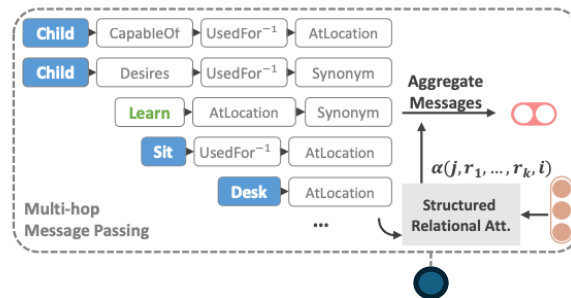 Child CapableOf UsedFor⁻¹ AtLocation
Child Desires UsedFor⁻¹ Synonym
Learn AtLocation Synonym
Sit UsedFor⁻¹ AtLocation
Desk AtLocation
...
Aggregate
Messages
α(j, r₁, ..., rₖ, i)
Structured
Relational Att.
Multi-hop
Message Passing